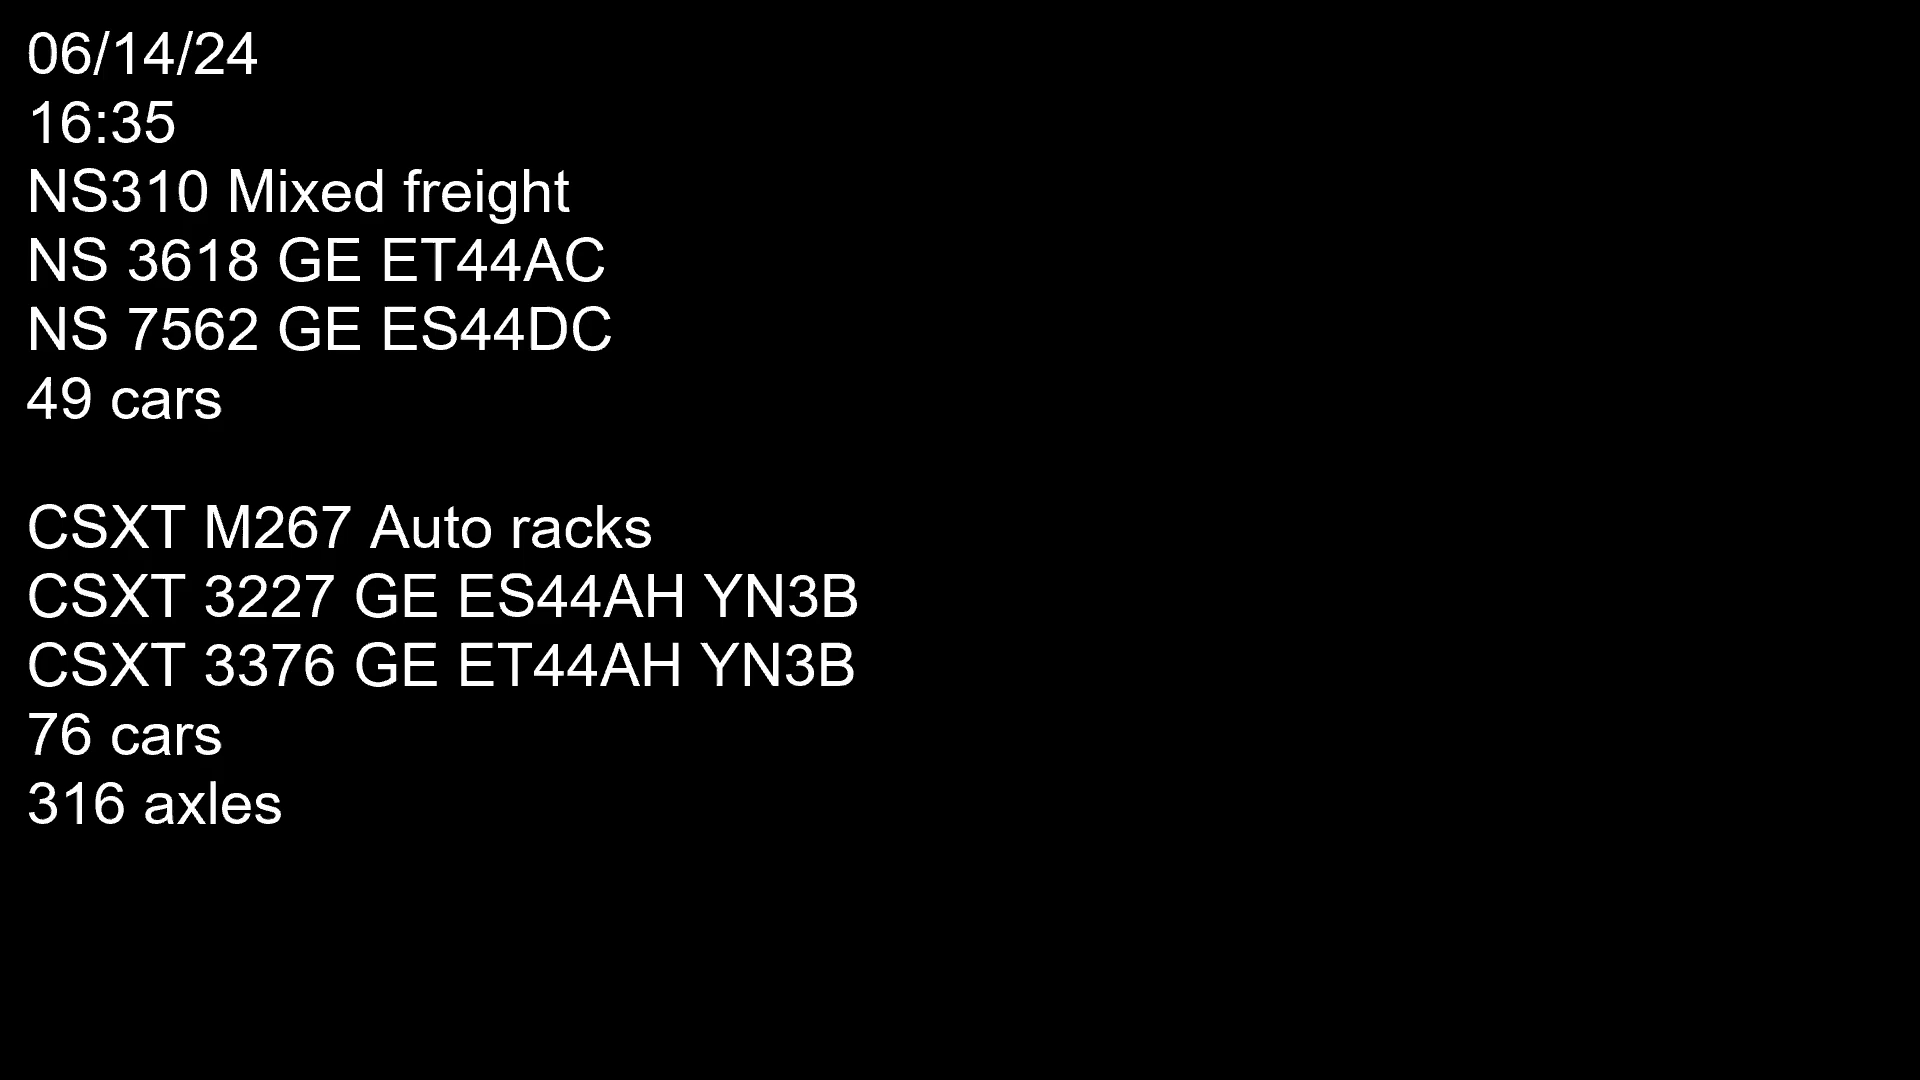 06/14/24
16:35
NS310 Mixed freight
NS 3618 GE ET44AC
NS 7562 GE ES44DC
49 cars
CSXT M267 Auto racks
CSXT 3227 GE ES44AH YN3B
CSXT 3376 GE ET44AH YN3B
76 cars
316 axles